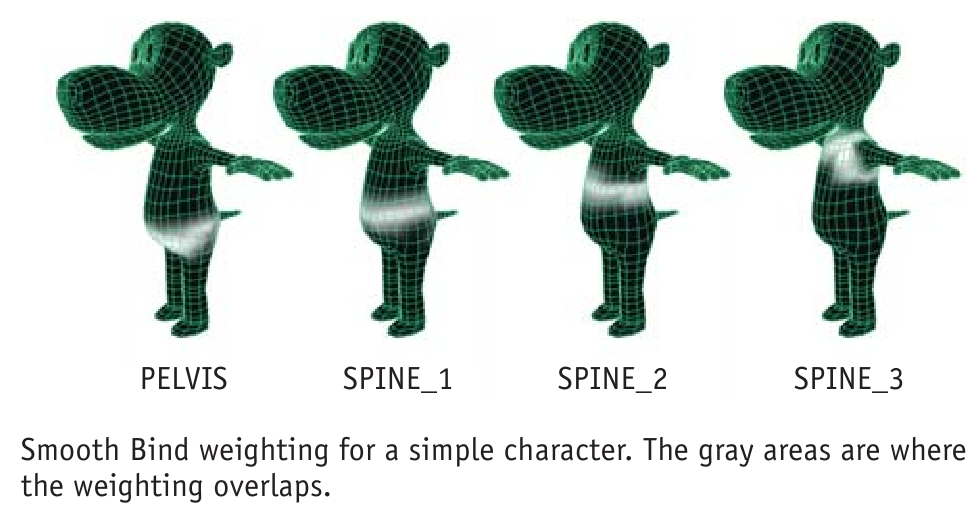 PELVIS SPINE_1 SPINE_2 SPINE_3
Smooth Bind weighting for a simple character. The gray areas are where
the weighting overlaps.